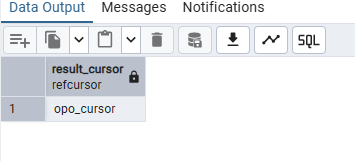 Data Output Messages Notifications
SQL
result_cursor
refcursor
1 opo_cursor